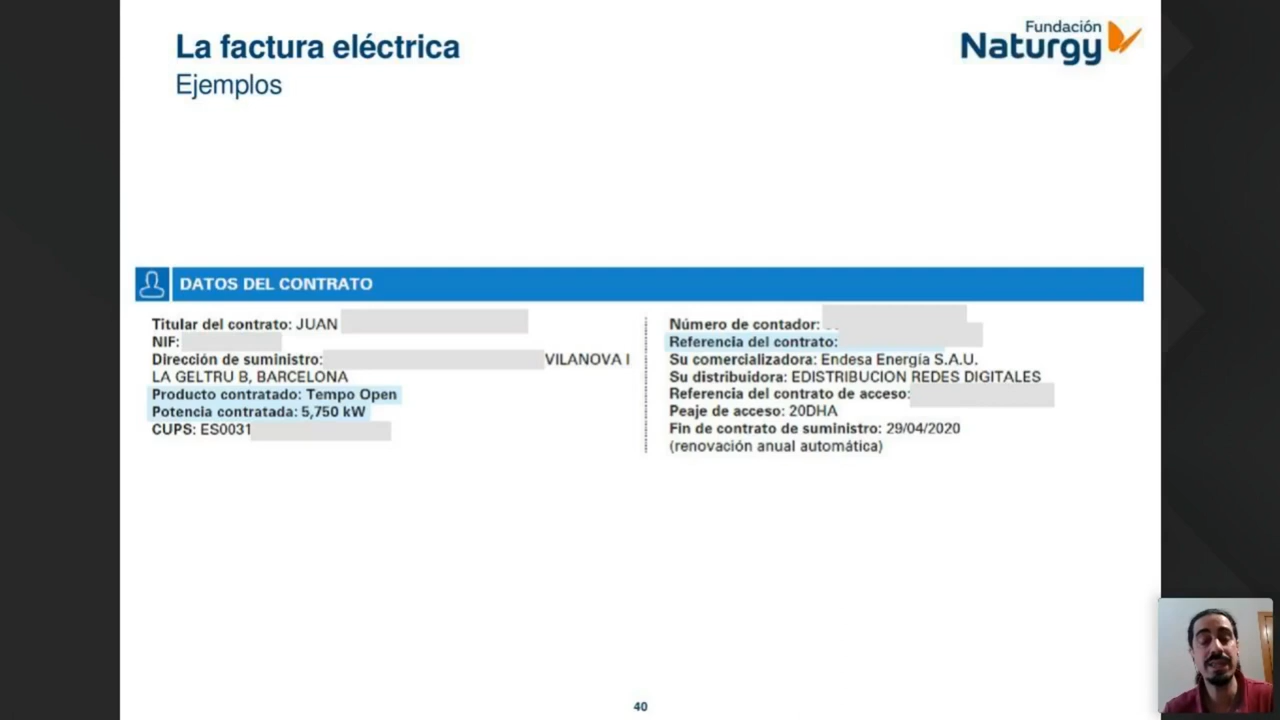 La factura eléctrica
Ejemplos
Fundación
Naturgy
DATOS DEL CONTRATO
Titular del contrato: JUAN
NIF:
Dirección de suministro: VILANOVA I
LA GELTRU B, BARCELONA
Producto contratado: Tempo Open
Potencia contratada: 5,750 kW
CUPS: ES0031
Número de contador:
Referencia del contrato:
Su comercializadora: Endesa Energía S.A.U.
Su distribuidora: EDISTRIBUCION REDES DIGITALES
Referencia del contrato de acceso:
Peaje de acceso: 20DHA
Fin de contrato de suministro: 29/04/2020
(renovación anual automática)
40